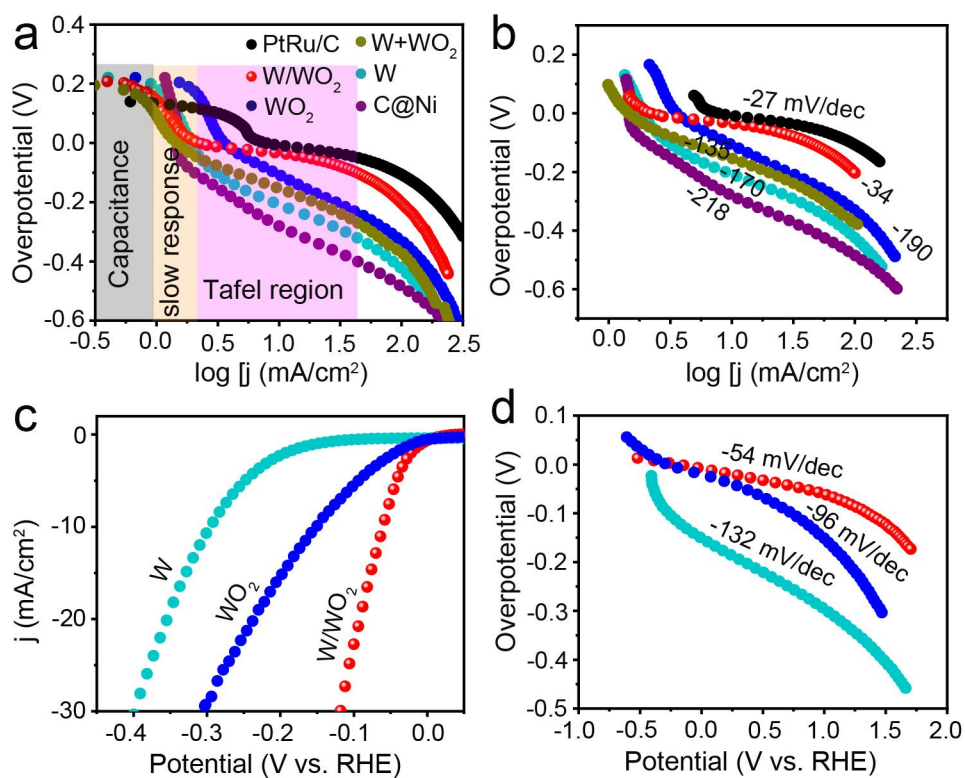 a
PtRu/C
W/WO₂
WO₂
W+WO₂
W
C@Ni
Capacitance
slow response
Tafel region
Overpotential (V)
0.4
0.2
0.0
-0.2
-0.4
-0.6
-0.5
0.0
0.5
1.0
1.5
2.0
2.5
log [j (mA/cm²)
b
-27 mV/dec
-34
-135
-170
-190
-218
Overpotential (V)
0.4
0.2
0.0
-0.2
-0.4
-0.6
0.0
0.5
1.0
1.5
2.0
2.5
log [j (mA/cm²)
c
W
WO₂
W/WO₂
j (mA/cm²)
0
-10
-20
-30
-0.4
-0.3
-0.2
-0.1
0.0
Potential (V vs. RHE)
d
-54 mV/dec
-96 mV/dec
-132 mV/dec
Overpotential (V)
0.1
0.0
-0.1
-0.2
-0.3
-0.4
-0.5
-1.0
-0.5
0.0
0.5
1.0
1.5
2.0
Potential (V vs. RHE)